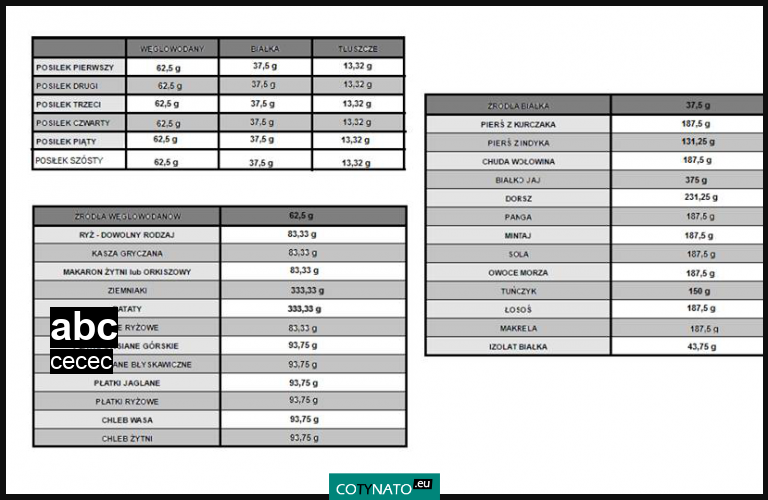 WĘGLOWODANY BIAŁKA TŁUSZCZE
POSIŁEK PIERWSZY 62,5 g 37,5 g 13,32 g
POSIŁEK DRUGI 62,5 g 37,5 g 13,32 g
POSIŁEK TRZECI 62,5 g 37,5 g 13,32 g
POSIŁEK CZWARTY 62,5 g 37,5 g 13,32 g
POSIŁEK PIĄTY 62,5 g 37,5 g 13,32 g
POSIŁEK SZÓSTY 62,5 g 37,5 g 13,32 g
ŹRÓDŁA WĘGLOWODANÓW 62,5 g
RYŻ - DOWOLNY RODZAJ 83,33 g
KASZA GRYCZANA 83,33 g
MAKARON ŻYTNI lub ORKISZOWY 83,33 g
ZIEMNIAKI 333,33 g
333,33 g
RYŻOWE 83,33 g
GÓRSKIE 93,75 g
BŁYSKAWICZNE 93,75 g
PŁATKI JAGLANE 93,75 g
PŁATKI RYŻOWE 93,75 g
CHLEB WASA 93,75 g
CHLEB ŻYTNI 93,75 g
abc
cecec
ŹRÓDŁA BIAŁKA 37,5 g
PIERŚ Z KURCZAKA 187,5 g
PIERŚ Z INDYKA 131,25 g
CHUDA WOŁOWINA 187,5 g
BIAŁKO JAJ 375 g
DORSZ 231,25 g
PANGA 187,5 g
MINTAJ 187,5 g
SOLA 187,5 g
OWOCE MORZA 187,5 g
TUŃCZYK 150 g
ŁOSOŚ 187,5 g
MAKRELA 187,5 g
IZOLAT BIAŁKA 43,75 g
COTYNATO.eu